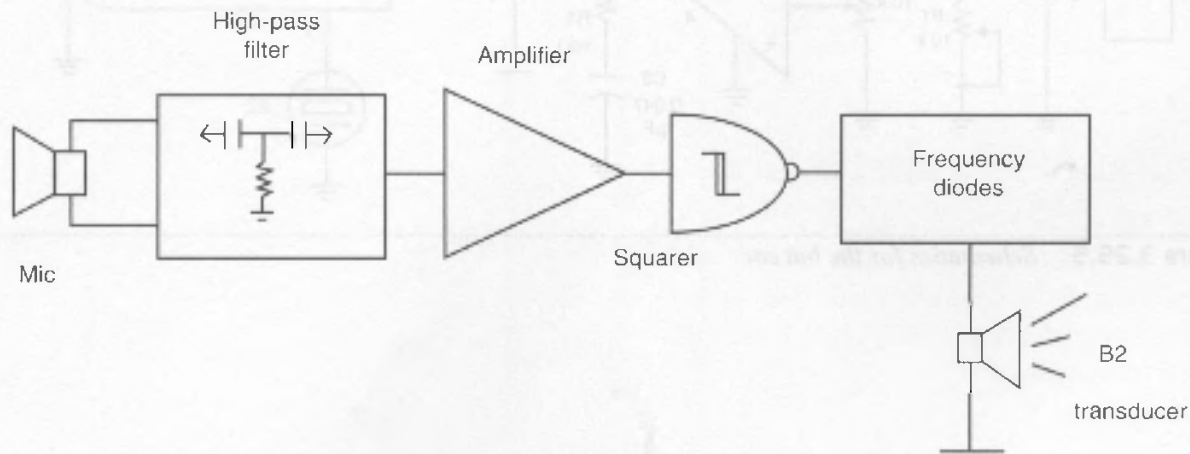 High-pass
filter
Amplifier
Frequency
diodes
Squarer
Mic
B2
transducer